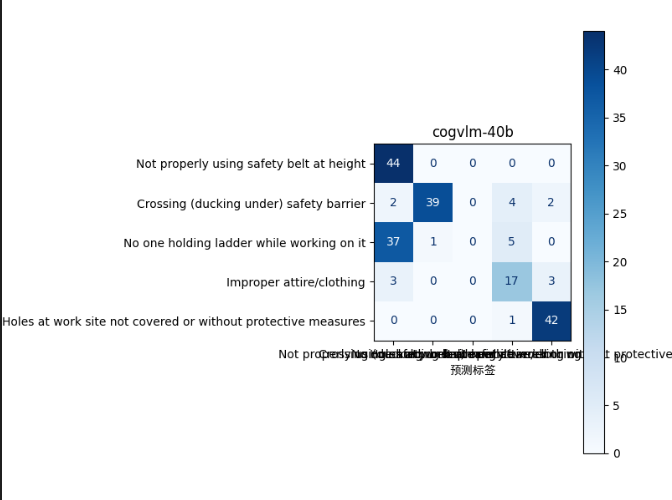 cogvlm-40b
Not properly using safety belt at height 44 0 0 0 0
Crossing (ducking under) safety barrier 2 39 0 4 2
No one holding ladder while working on it 37 1 0 5 0
Improper attire/clothing 3 0 0 17 3
Holes at work site not covered or without protective measures 0 0 0 1 42
预测标签
40
35
30
25
20
15
10
5
0